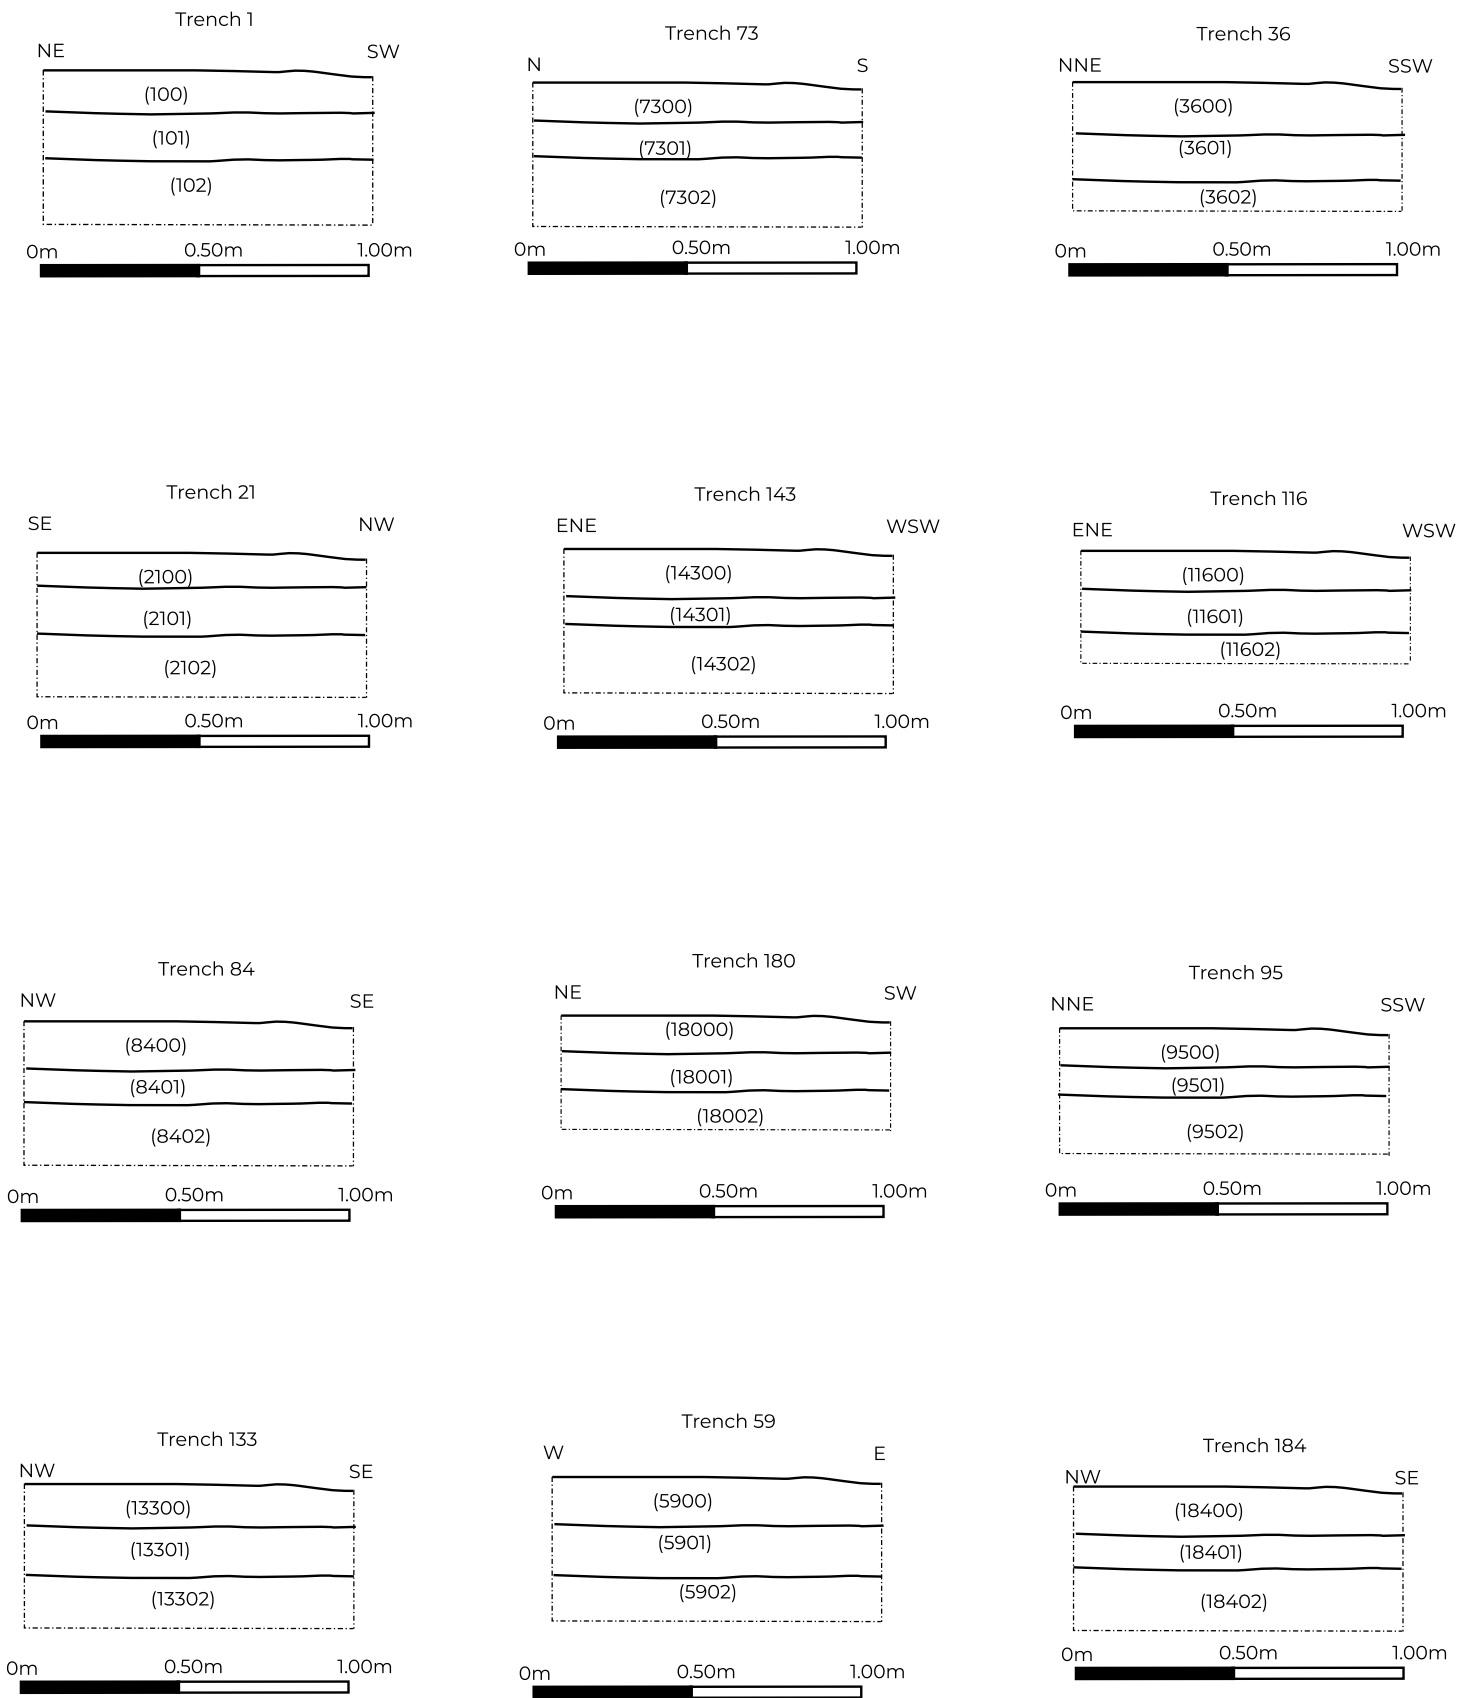 Trench 1
NE SW
(100)
(101)
(102)
0m 0.50m 1.00m
Trench 73
N S
(7300)
(7301)
(7302)
0m 0.50m 1.00m
Trench 36
NNE SSW
(3600)
(3601)
(3602)
0m 0.50m 1.00m
Trench 21
SE NW
(2100)
(2101)
(2102)
0m 0.50m 1.00m
Trench 143
ENE WSW
(14300)
(14301)
(14302)
0m 0.50m 1.00m
Trench 116
ENE WSW
(11600)
(11601)
(11602)
0m 0.50m 1.00m
Trench 84
NW SE
(8400)
(8401)
(8402)
0m 0.50m 1.00m
Trench 180
NE SW
(18000)
(18001)
(18002)
0m 0.50m 1.00m
Trench 95
NNE SSW
(9500)
(9501)
(9502)
0m 0.50m 1.00m
Trench 133
NW SE
(13300)
(13301)
(13302)
0m 0.50m 1.00m
Trench 59
W E
(5900)
(5901)
(5902)
0m 0.50m 1.00m
Trench 184
NW SE
(18400)
(18401)
(18402)
0m 0.50m 1.00m